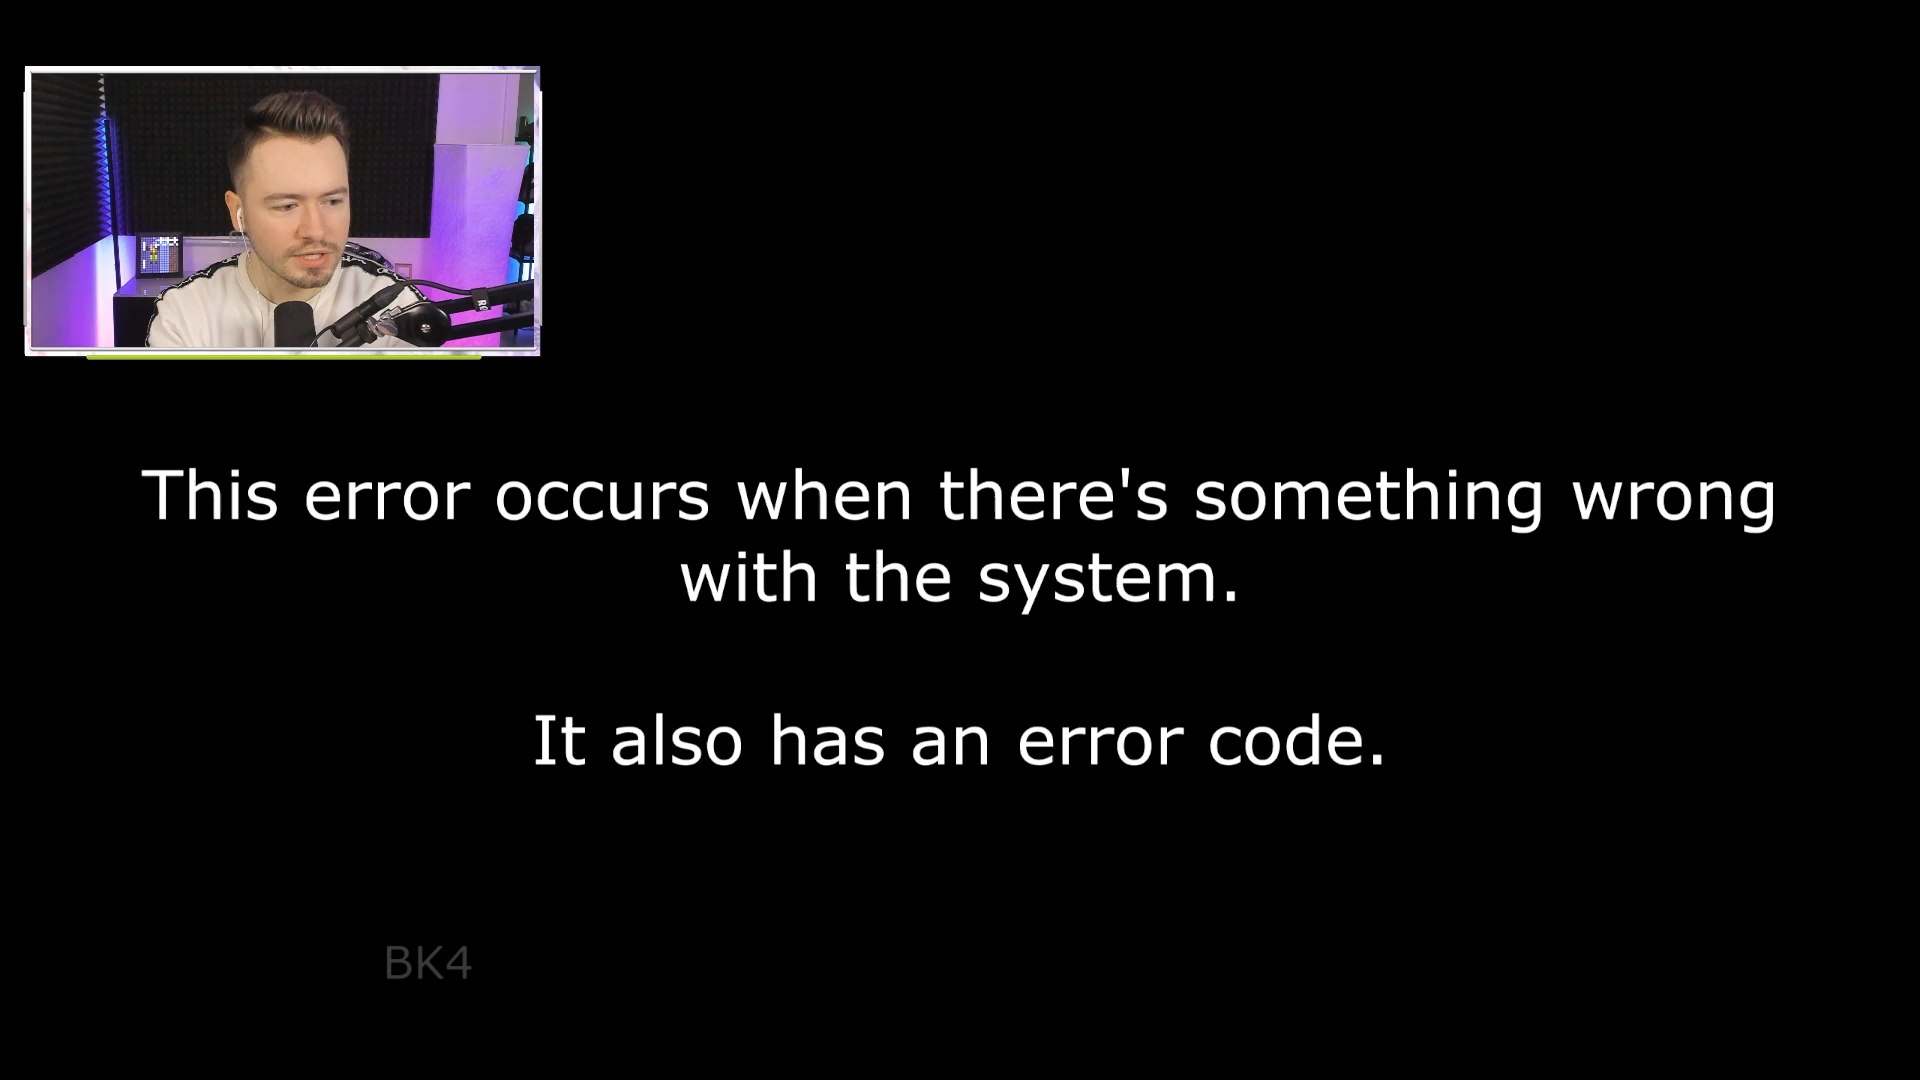 This error occurs when there's something wrong
with the system.
It also has an error code.
BK4